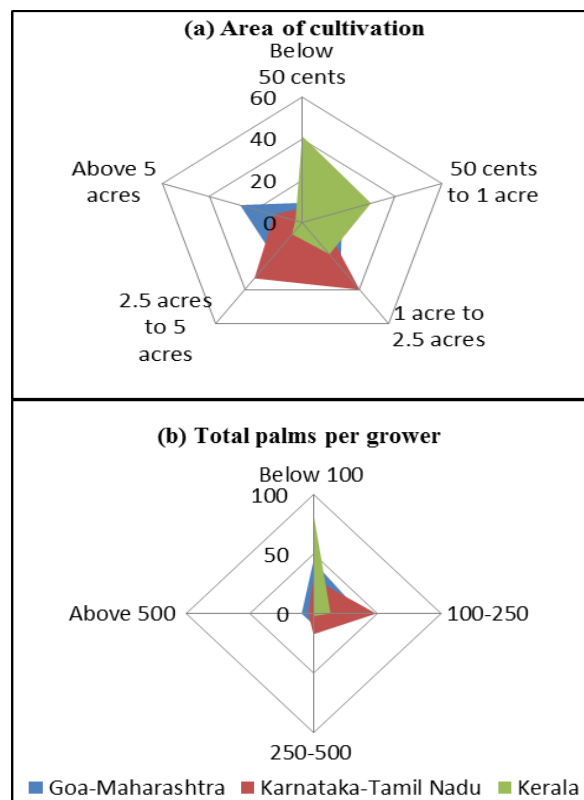 (a) Area of cultivation
Below
50 cents
60
40
20
0
Above 5
acres
50 cents
to 1 acre
2.5 acres
to 5
acres
1 acre to
2.5 acres
(b) Total palms per grower
Below 100
100
50
0
Above 500
100-250
250-500
Goa-Maharashtra Karnataka-Tamil Nadu Kerala